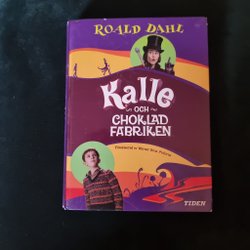 ROALD DAHL
Kalle
OCH
CHOKLAD
FABRIKEN
TIDEN